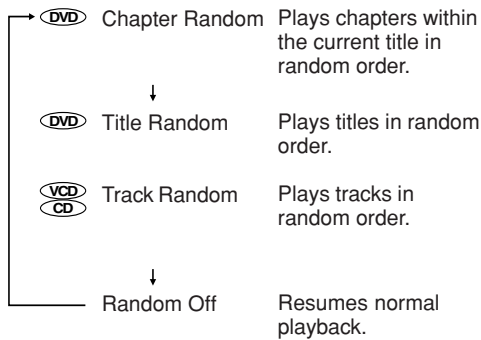 DVD Chapter Random Plays chapters within
the current title in
random order.
DVD Title Random Plays titles in random
order.
VCD Track Random Plays tracks in
CD random order.
Random Off Resumes normal
playback.